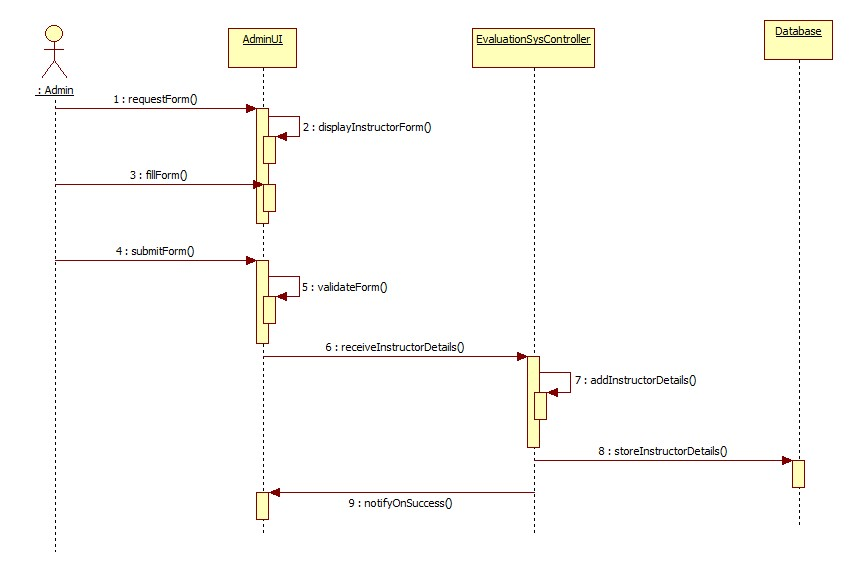 AdminUI
EvaluationSysController
Database
: Admin
1 : requestForm()
2 : displayInstructorForm()
3 : fillForm()
4 : submitForm()
5 : validateForm()
6 : receiveInstructorDetails()
7 : addInstructorDetails()
8 : storeInstructorDetails()
9 : notifyOnSuccess()